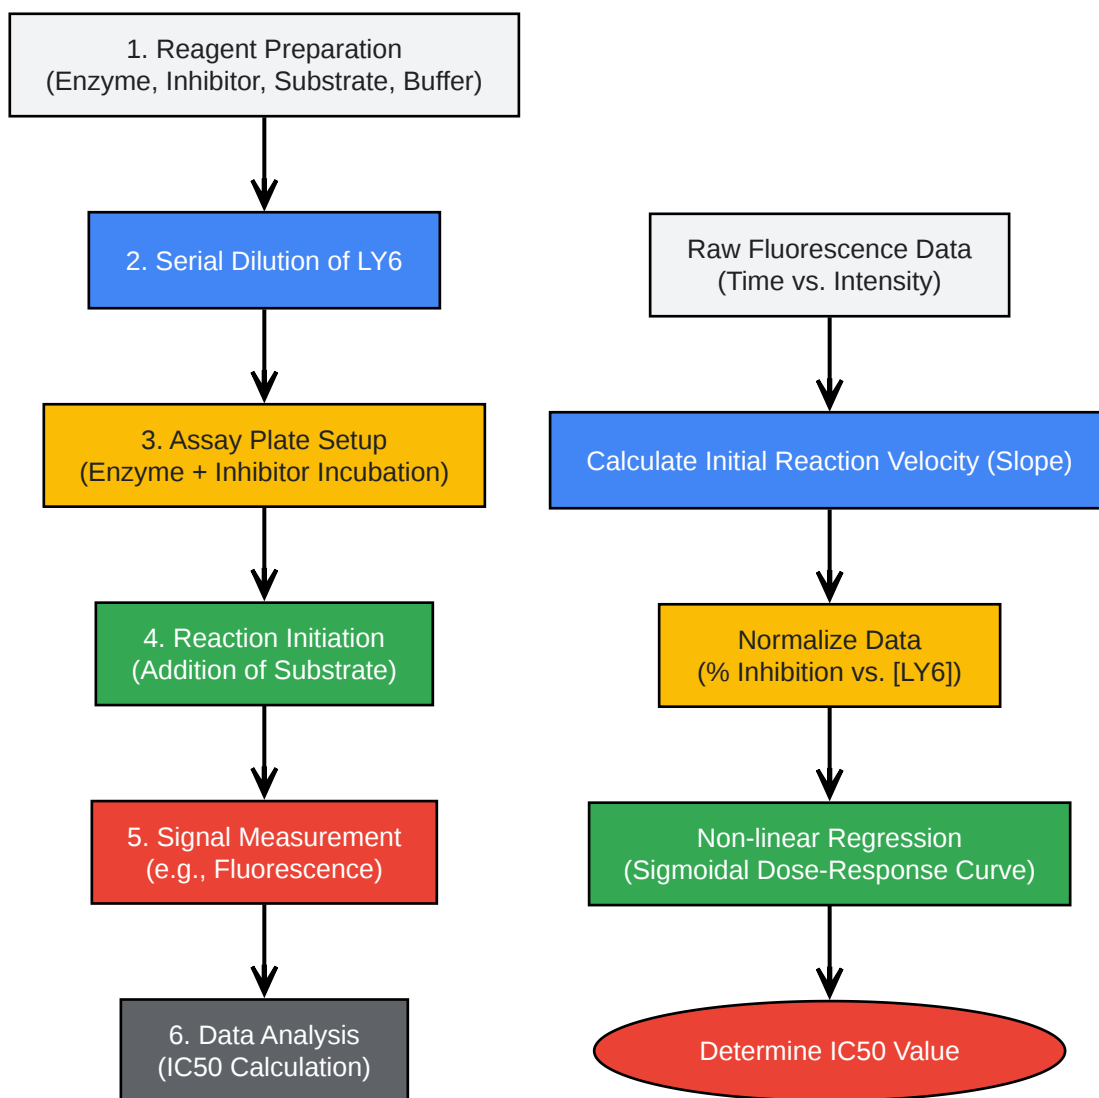 1. Reagent Preparation
(Enzyme, Inhibitor, Substrate, Buffer)
2. Serial Dilution of LY6
3. Assay Plate Setup
(Enzyme + Inhibitor Incubation)
4. Reaction Initiation
(Addition of Substrate)
5. Signal Measurement
(e.g., Fluorescence)
6. Data Analysis
(IC50 Calculation)
Raw Fluorescence Data
(Time vs. Intensity)
Calculate Initial Reaction Velocity (Slope)
Normalize Data
(% Inhibition vs. [LY6])
Non-linear Regression
(Sigmoidal Dose-Response Curve)
Determine IC50 Value